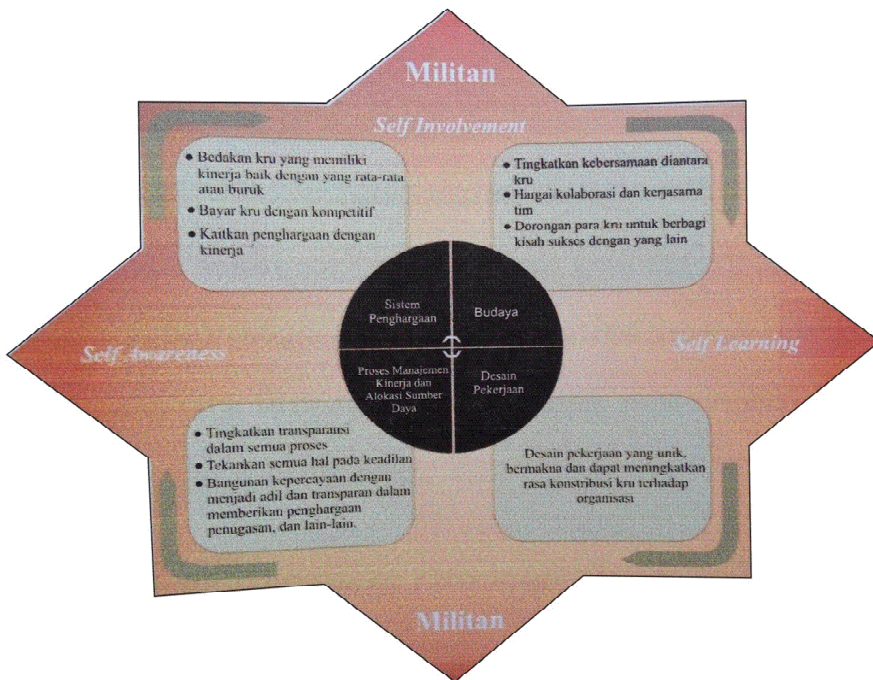 Militan
Self Involvement
• Bedakan kru yang memiliki
kinerja baik dengan yang rata-rata
atau buruk
• Bayar kru dengan kompetitif
• Kaitkan penghargaan dengan
kinerja
• Tingkatkan kebersamaan diantara
kru
• Hargai kolaborasi dan kerjasama
tim
• Dorongan para kru untuk berbagi
kisah sukses dengan yang lain
Sistem
Penghargaan
Budaya
Self Awareness
Self Learning
Proses Manajemen
Kinerja dan
Alokasi Sumber
Daya
Desain
Pekerjaan
• Tingkatkan transparansi
dalam semua proses
• Tekankan semua hal pada keadilan
• Bangunan kepercayaan dengan
menjadi adil dan transparan dalam
memberikan penghargaan
penugasan, dan lain-lain.
Desain pekerjaan yang unik,
bermakna dan dapat meningkatkan
rasa konstribusi kru terhadap
organisasi
Militan